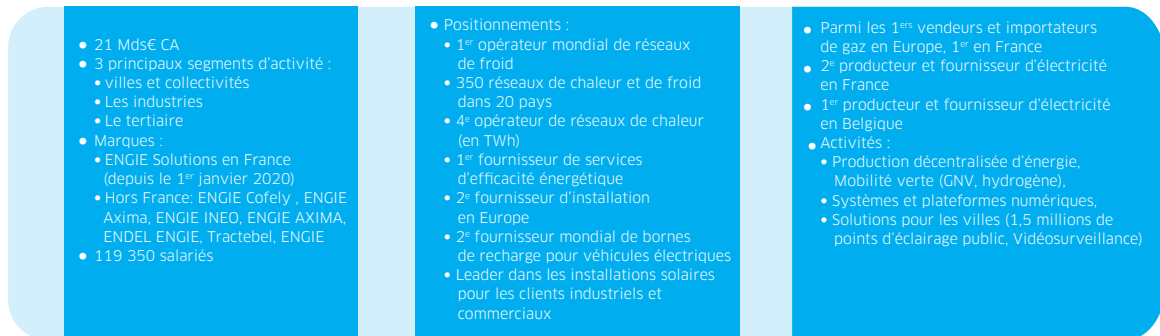 • 21 Mds€ CA
• 3 principaux segments d'activité :
• villes et collectivités
• Les industries
• Le tertiaire
• Marques :
• ENGIE Solutions en France
(depuis le 1er janvier 2020)
• Hors France: ENGIE Cofely , ENGIE
Axima, ENGIE INEO, ENGIE AXIMA,
ENDEL ENGIE, Tractebel, ENGIE
• 119 350 salariés
• Positionnements :
• 1er opérateur mondial de réseaux
de froid
• 350 réseaux de chaleur et de froid
dans 20 pays
• 4e opérateur de réseaux de chaleur
(en TWh)
• 1er fournisseur de services
d'efficacité énergétique
• 2e fournisseur d'installation
en Europe
• 2e fournisseur mondial de bornes
de recharge pour véhicules électriques
• Leader dans les installations solaires
pour les clients industriels et
commerciaux
• Parmi les 1ers vendeurs et importateurs
de gaz en Europe, 1er en France
• 2e producteur et fournisseur d'électricité
en France
• 1er producteur et fournisseur d'électricité
en Belgique
• Activités :
• Production décentralisée d'énergie,
Mobilité verte (GNV, hydrogène),
• Systèmes et plateformes numériques,
• Solutions pour les villes (1,5 millions de
points d'éclairage public, Vidéosurveillance)